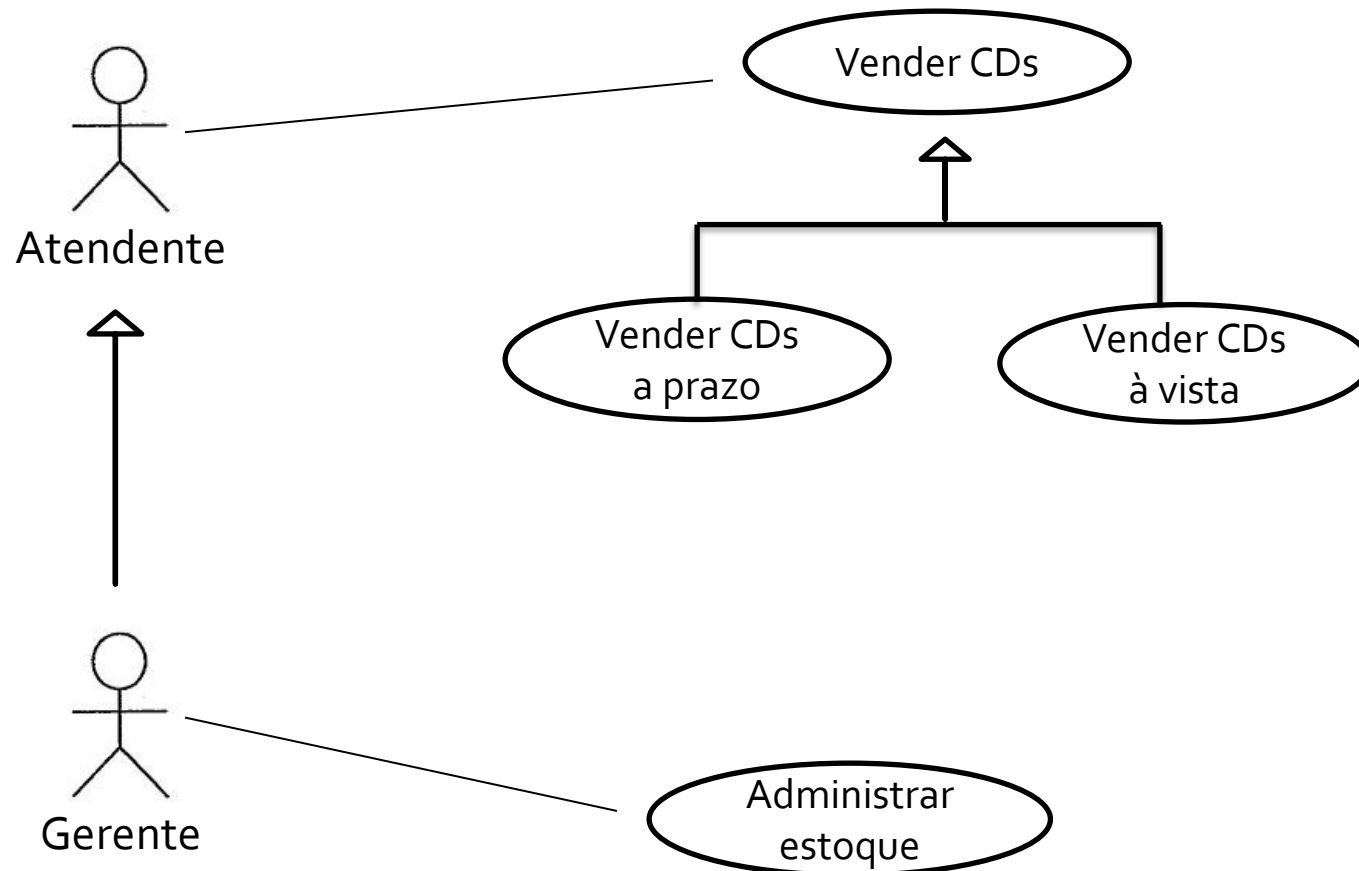 Vender CDs
Atendente
Vender CDs
a prazo
Vender CDs
à vista
Gerente
Administrar
estoque